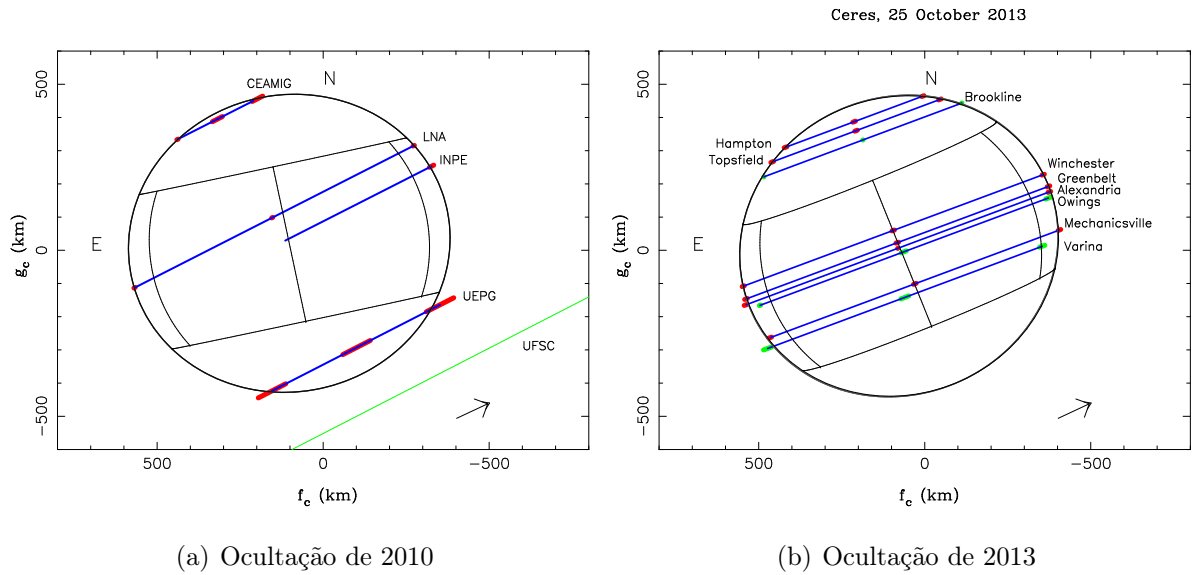 Ceres, 25 October 2013
N
CEAMIG
LNA
INPE
E
UEPG
UFSC
500
0
−500
g_c (km)
500
0
−500
f_c (km)
N
Brookline
Hampton
Topsfield
Winchester
Greenbelt
Alexandria
Owings
Mechanicsville
Varina
E
500
0
−500
g_c (km)
500
0
−500
f_c (km)
(a) Ocultação de 2010
(b) Ocultação de 2013